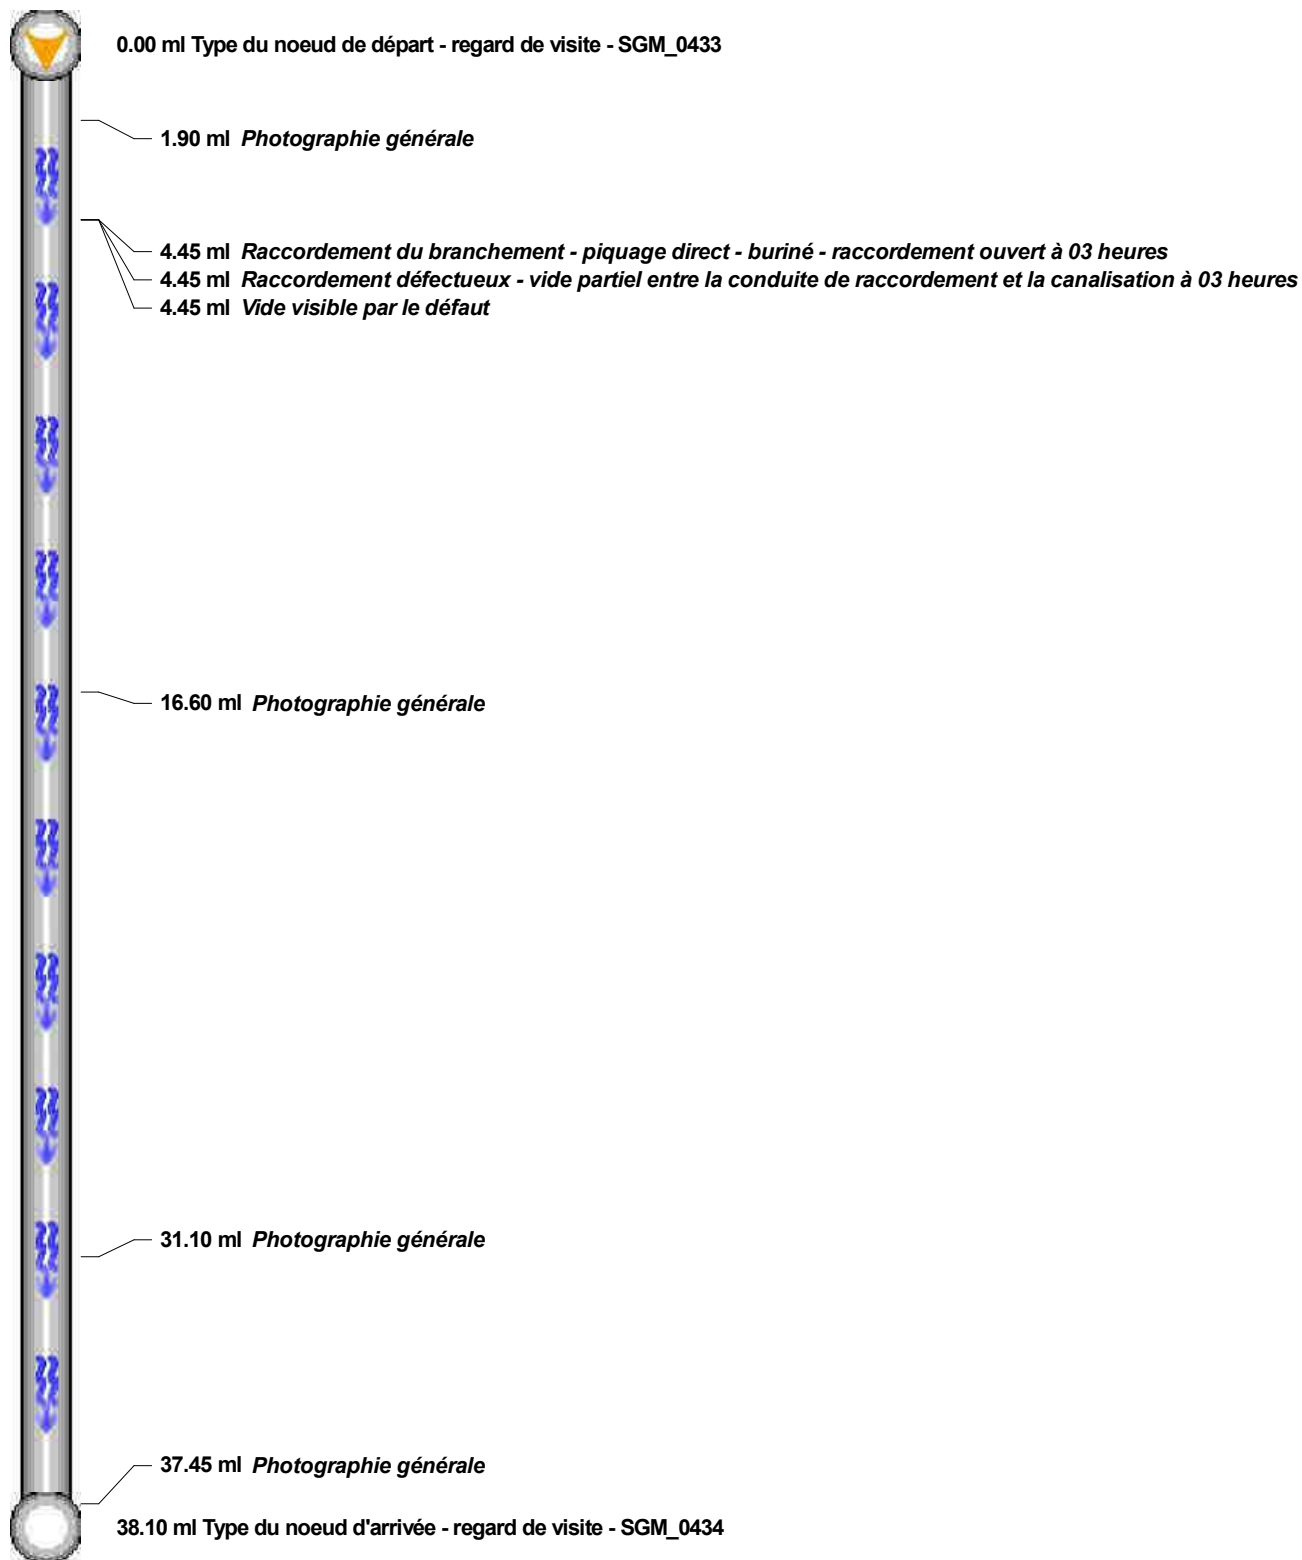 0.00 ml Type du noeud de départ - regard de visite - SGM_0433
1.90 ml Photographie générale
4.45 ml Raccordement du branchement - piquage direct - buriné - raccordement ouvert à 03 heures
4.45 ml Raccordement défectueux - vide partiel entre la conduite de raccordement et la canalisation à 03 heures
4.45 ml Vide visible par le défaut
16.60 ml Photographie générale
31.10 ml Photographie générale
37.45 ml Photographie générale
38.10 ml Type du noeud d'arrivée - regard de visite - SGM_0434